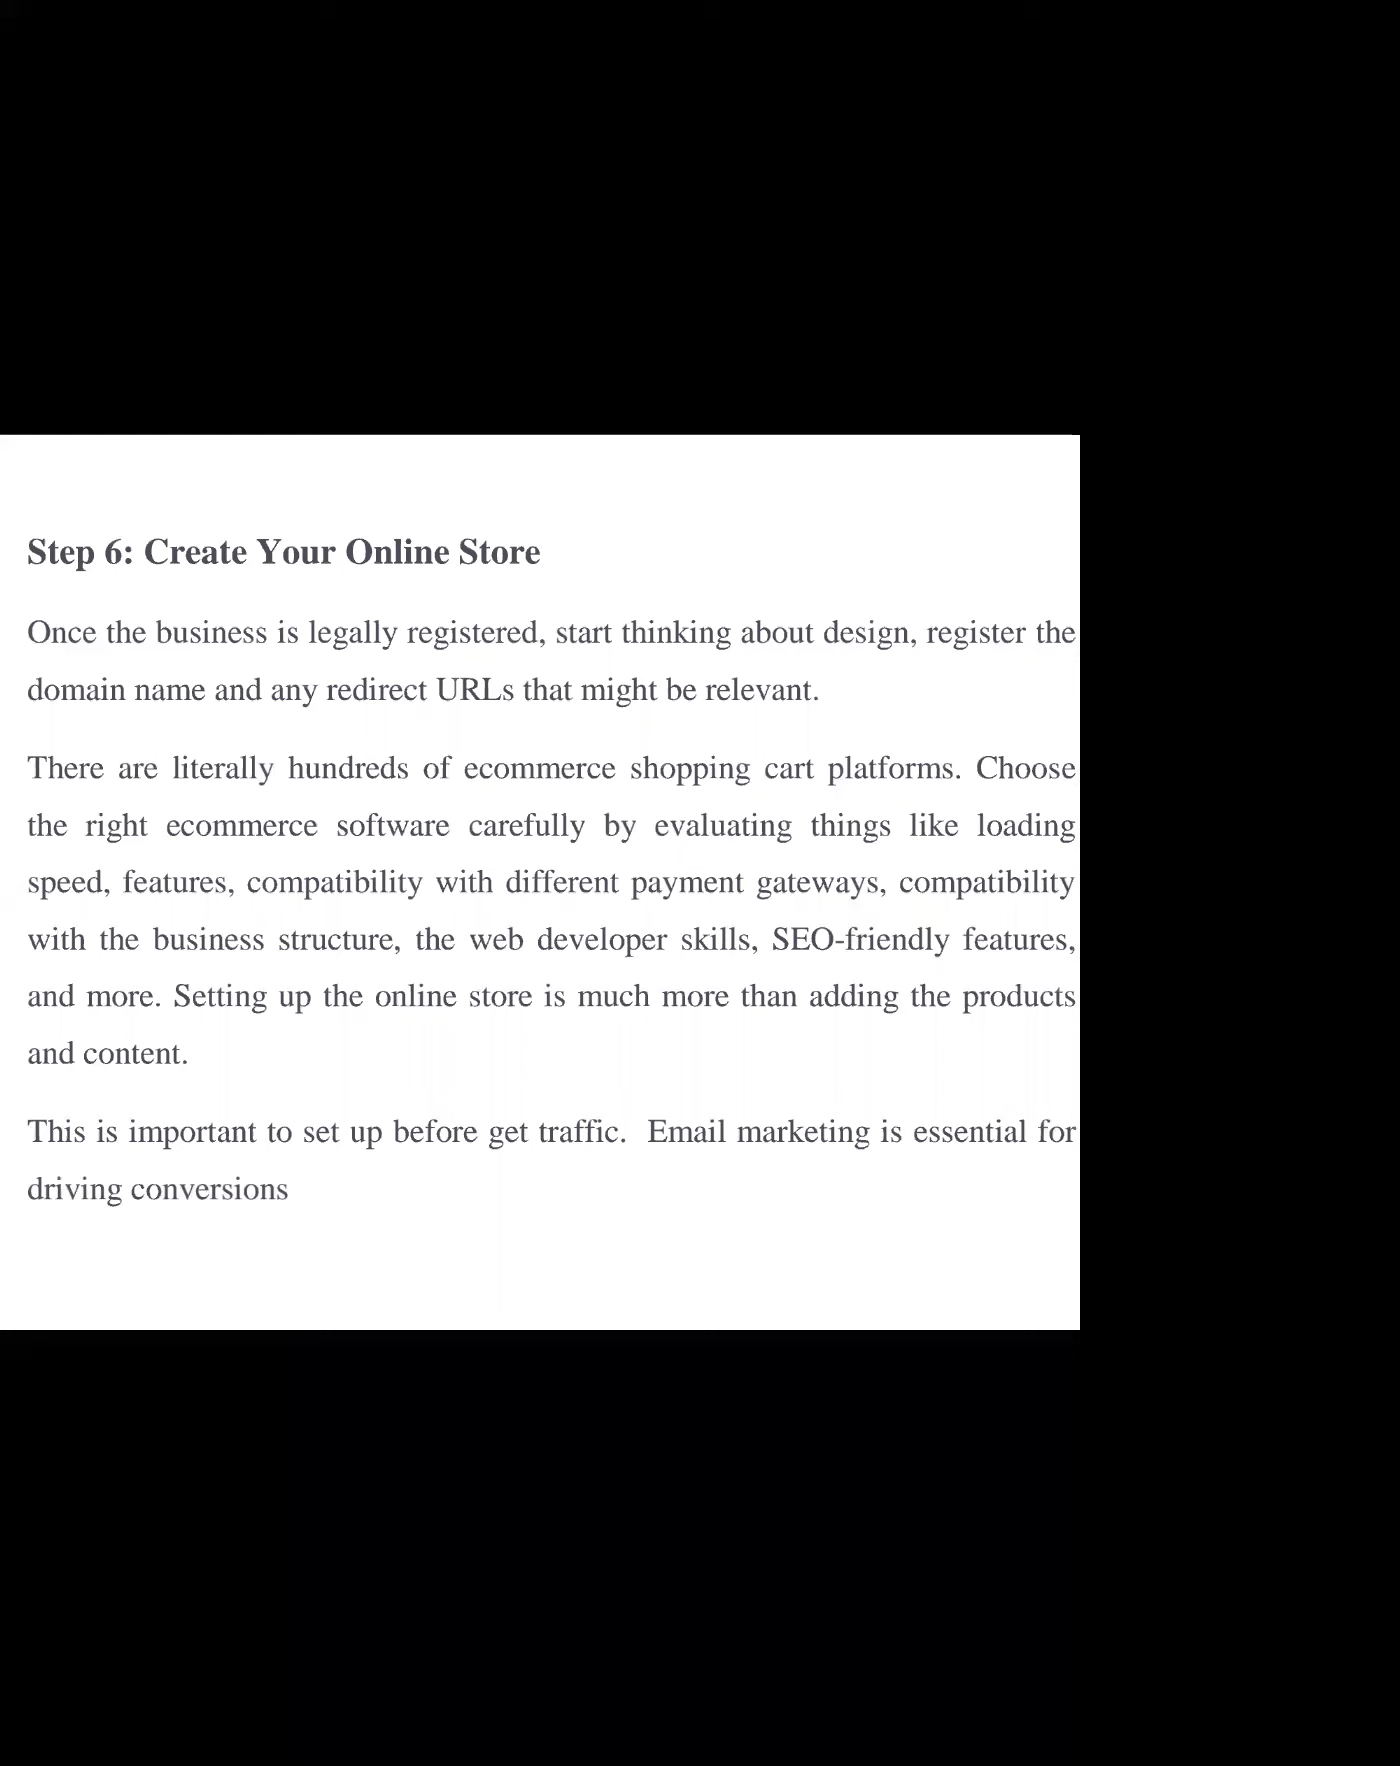 Step 6: Create Your Online Store
Once the business is legally registered, start thinking about design, register the
domain name and any redirect URLs that might be relevant.
There are literally hundreds of ecommerce shopping cart platforms. Choose
the right ecommerce software carefully by evaluating things like loading
speed, features, compatibility with different payment gateways, compatibility
with the business structure, the web developer skills, SEO-friendly features,
and more. Setting up the online store is much more than adding the products
and content.
This is important to set up before get traffic.  Email marketing is essential for
driving conversions